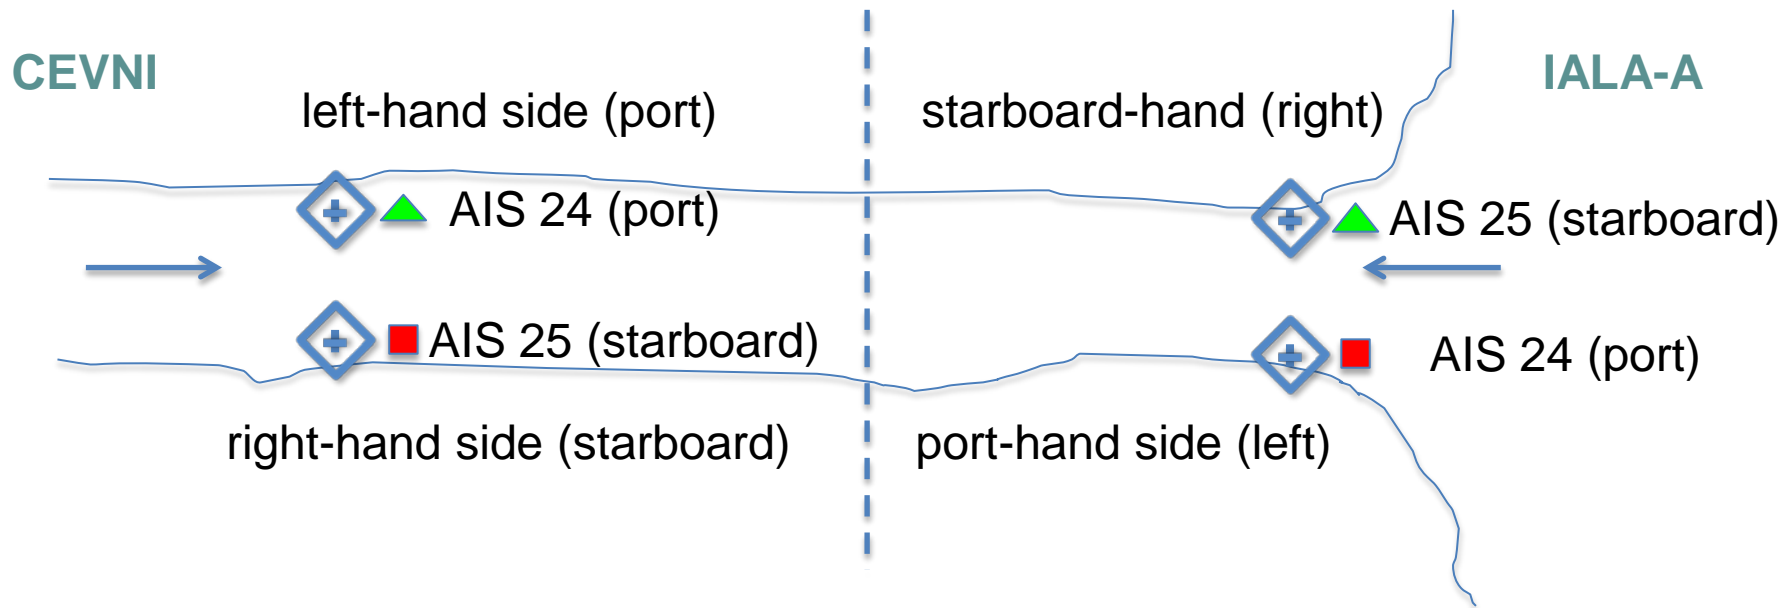 CEVNI
IALA-A
left-hand side (port)
starboard-hand (right)
AIS 24 (port)
AIS 25 (starboard)
AIS 25 (starboard)
AIS 24 (port)
right-hand side (starboard)
port-hand side (left)